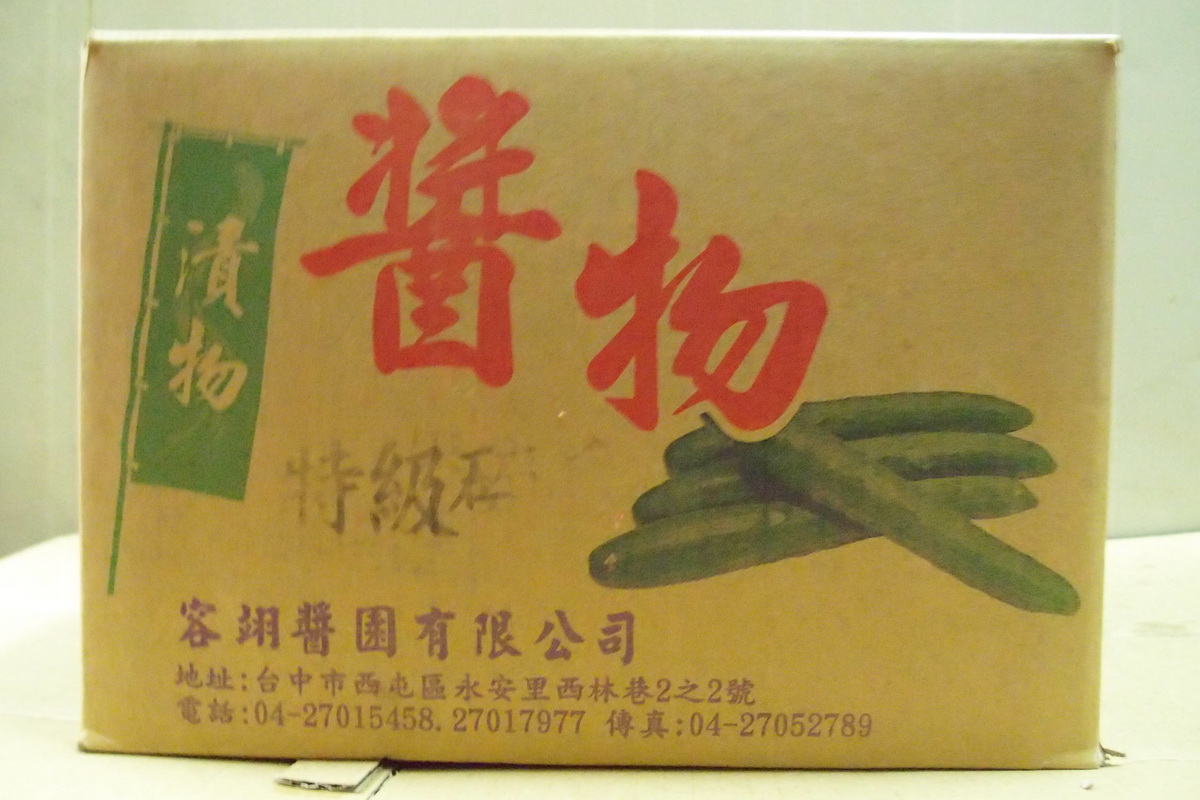 漬物
醬物
特級
容翊醬園有限公司
地址:台中市西屯區永安里西林巷2之2號
電話:04-27015458.27017977 傳真:04-27052789